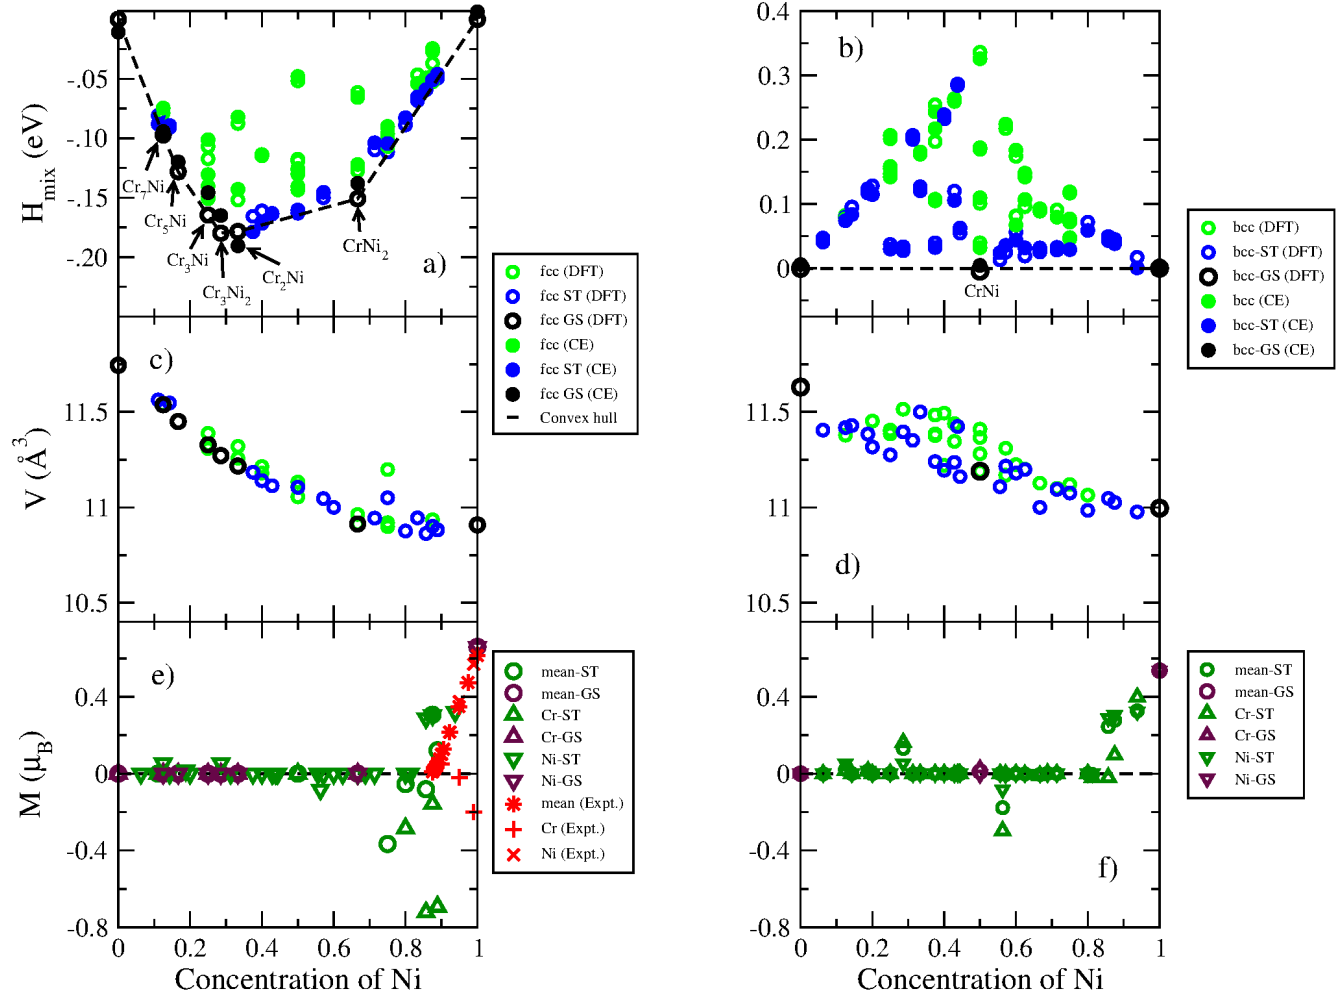 H_mix (eV)
-.05
-.10
-.15
-.20
Cr7Ni
Cr5Ni
Cr3Ni
Cr3Ni2
Cr2Ni
CrNi2
a)
fcc (DFT)
fcc ST (DFT)
fcc GS (DFT)
fcc (CE)
fcc ST (CE)
fcc GS (CE)
Convex hull
0.4
0.3
0.2
0.1
0
b)
CrNi
bcc (DFT)
bcc-ST (DFT)
bcc-GS (DFT)
bcc (CE)
bcc-ST (CE)
bcc-GS (CE)
V (Å^3)
11.5
11
10.5
c)
11.5
11
10.5
d)
M (μ_B)
0.4
0
-0.4
-0.8
e)
0 0.2 0.4 0.6 0.8 1
Concentration of Ni
mean-ST
mean-GS
Cr-ST
Cr-GS
Ni-ST
Ni-GS
mean (Expt.)
Cr (Expt.)
Ni (Expt.)
0.4
0
-0.4
-0.8
f)
0 0.2 0.4 0.6 0.8 1
Concentration of Ni
mean-ST
mean-GS
Cr-ST
Cr-GS
Ni-ST
Ni-GS